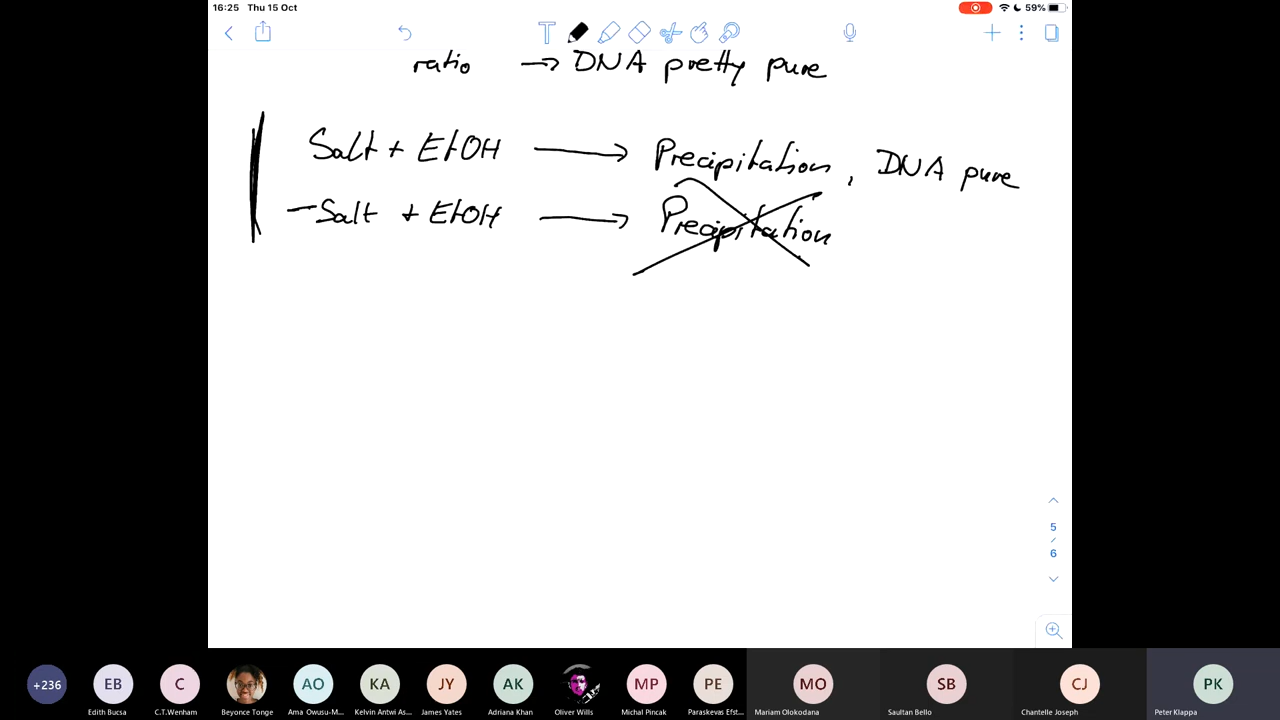 16:25 Thu 15 Oct
59%
T
ratio → DNA pretty pure
Salt + EtOH → Precipitation, DNA pure
-Salt + EtOH → Precipitation
5
/
6
+236
EB
C
AO
KA
JY
AK
MP
PE
MO
SB
CJ
PK
Edith Bucsa
C.T.Wenham
Beyonce Tonge
Ama Owusu-M...
Kelvin Antwi As...
James Yates
Adriana Khan
Oliver Wills
Michal Pincak
Paraskevas Efst...
Mariam Olokodana
Saultan Bello
Chantelle Joseph
Peter Klappa